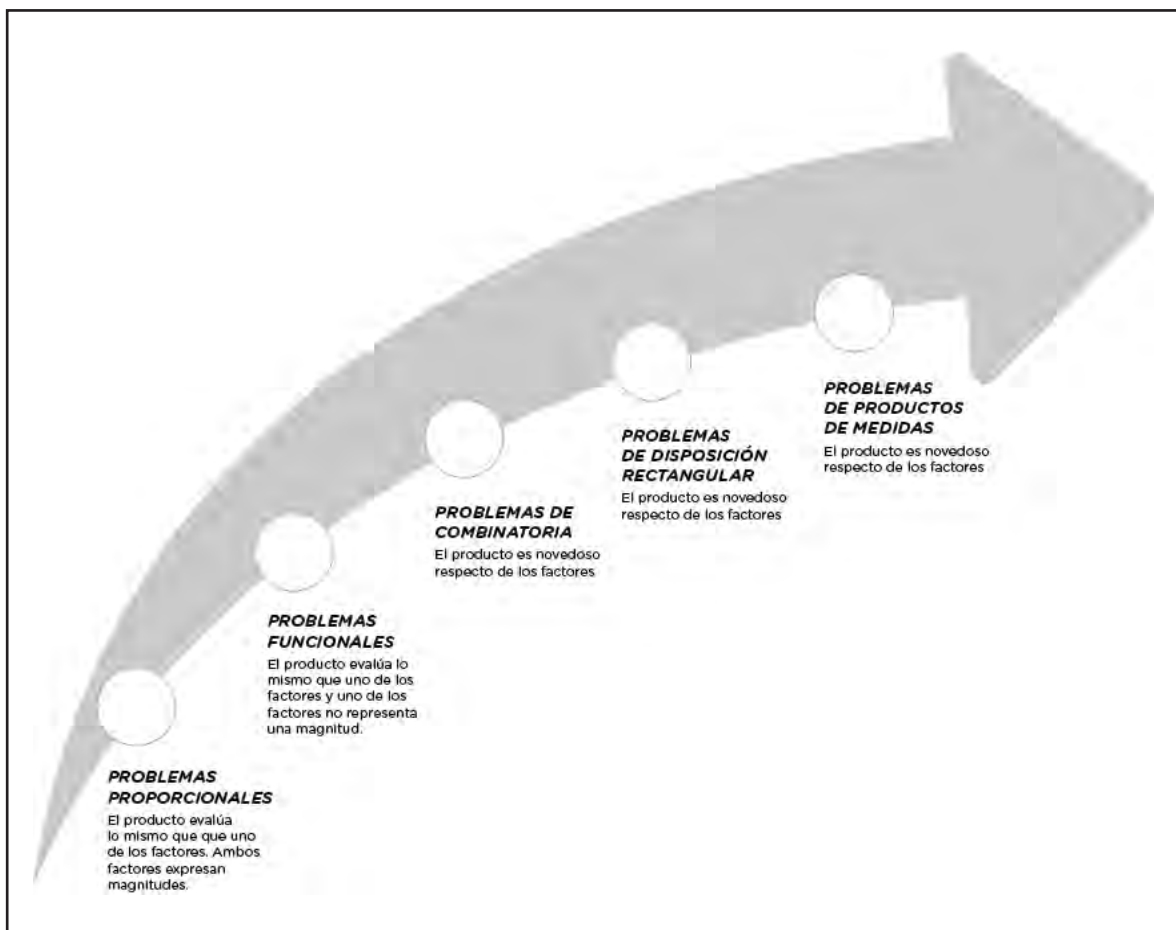 PROBLEMAS
DE PRODUCTOS
DE MEDIDAS
El producto es novedoso
respecto de los factores
PROBLEMAS
DE DISPOSICIÓN
RECTANGULAR
El producto es novedoso
respecto de los factores
PROBLEMAS DE
COMBINATORIA
El producto es novedoso
respecto de los factores
PROBLEMAS
FUNCIONALES
El producto evalúa lo
mismo que uno de los
factores y uno de los
factores no representa
una magnitud.
PROBLEMAS
PROPORCIONALES
El producto evalúa
lo mismo que que uno
de los factores. Ambos
factores expresan
magnitudes.